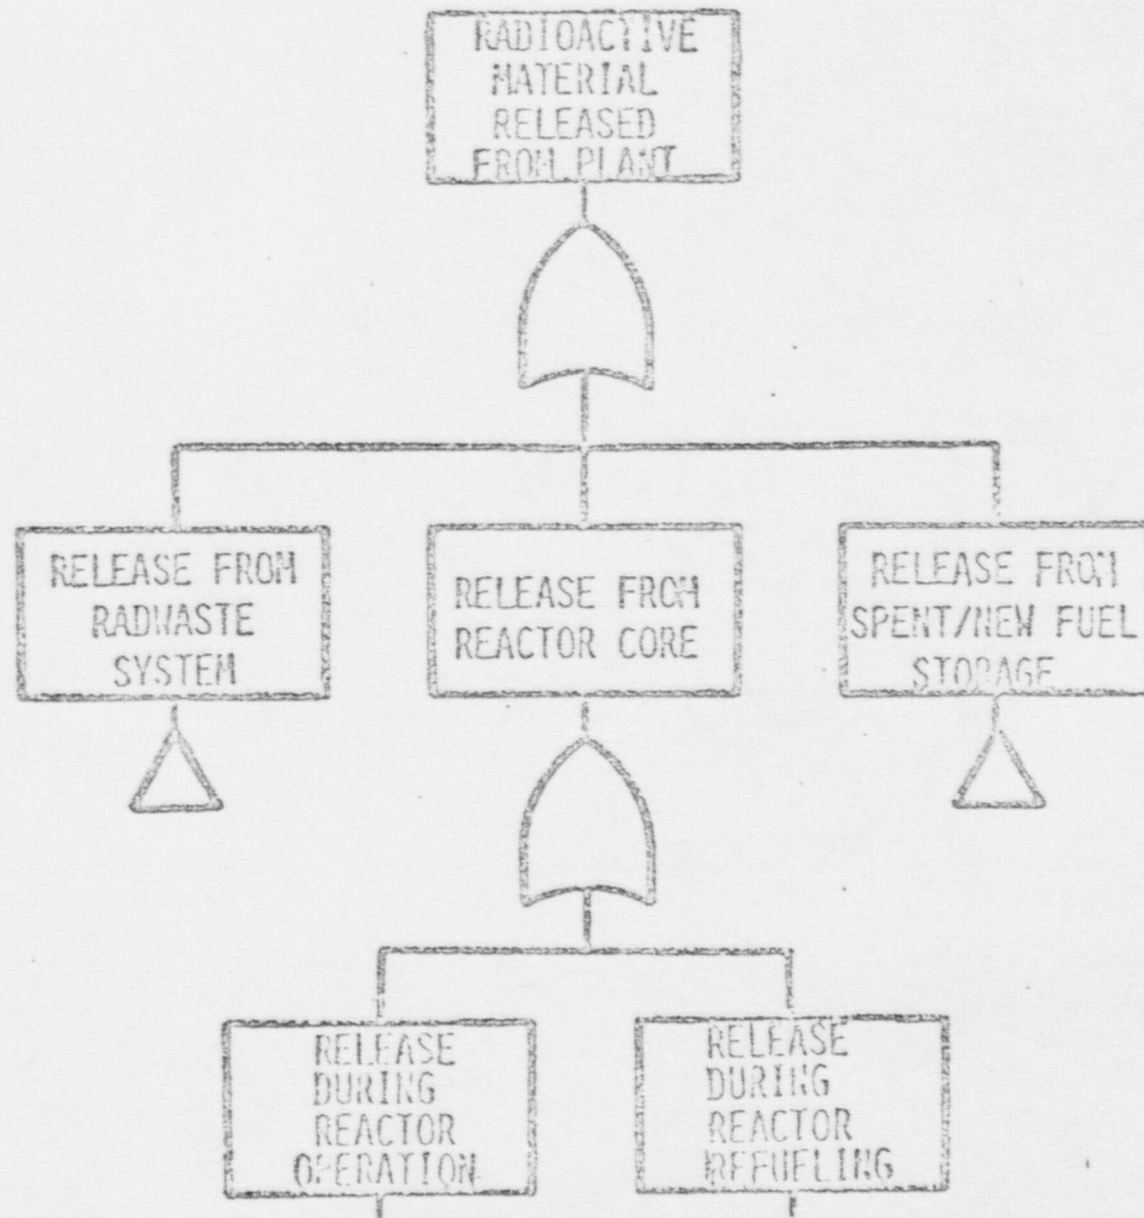 RADIOACTIVE
MATERIAL
RELEASED
FROM PLANT
RELEASE FROM
RADWASTE
SYSTEM
RELEASE FROM
REACTOR CORE
RELEASE FROM
SPENT/NEW FUEL
STORAGE
RELEASE
DURING
REACTOR
OPERATION
RELEASE
DURING
REACTOR
REFUELING